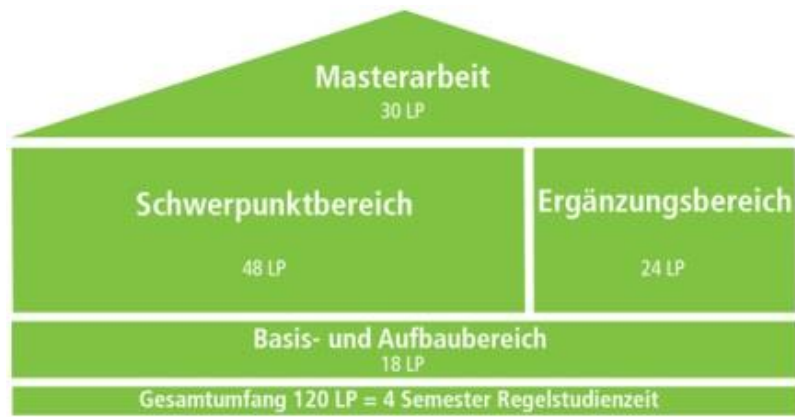 Masterarbeit
30 LP
Schwerpunktbereich
48 LP
Ergänzungsbereich
24 LP
Basis- und Aufbaubereich
18 LP
Gesamtumfang 120 LP = 4 Semester Regelstudienzeit